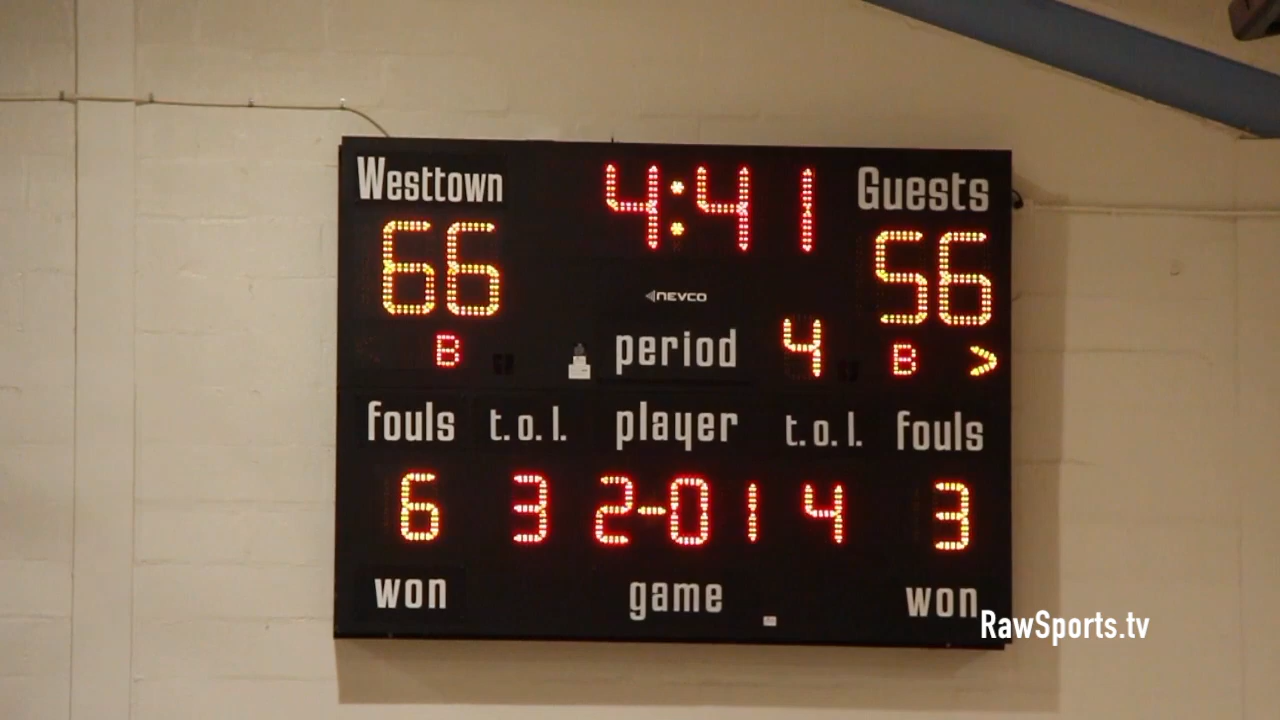 Westtown 4:41 1 Guests
66 56
NEVCO
B period 4 B >
fouls t.o.l. player t.o.l. fouls
6 3 2-01 4 3
won game won
RawSports.tv